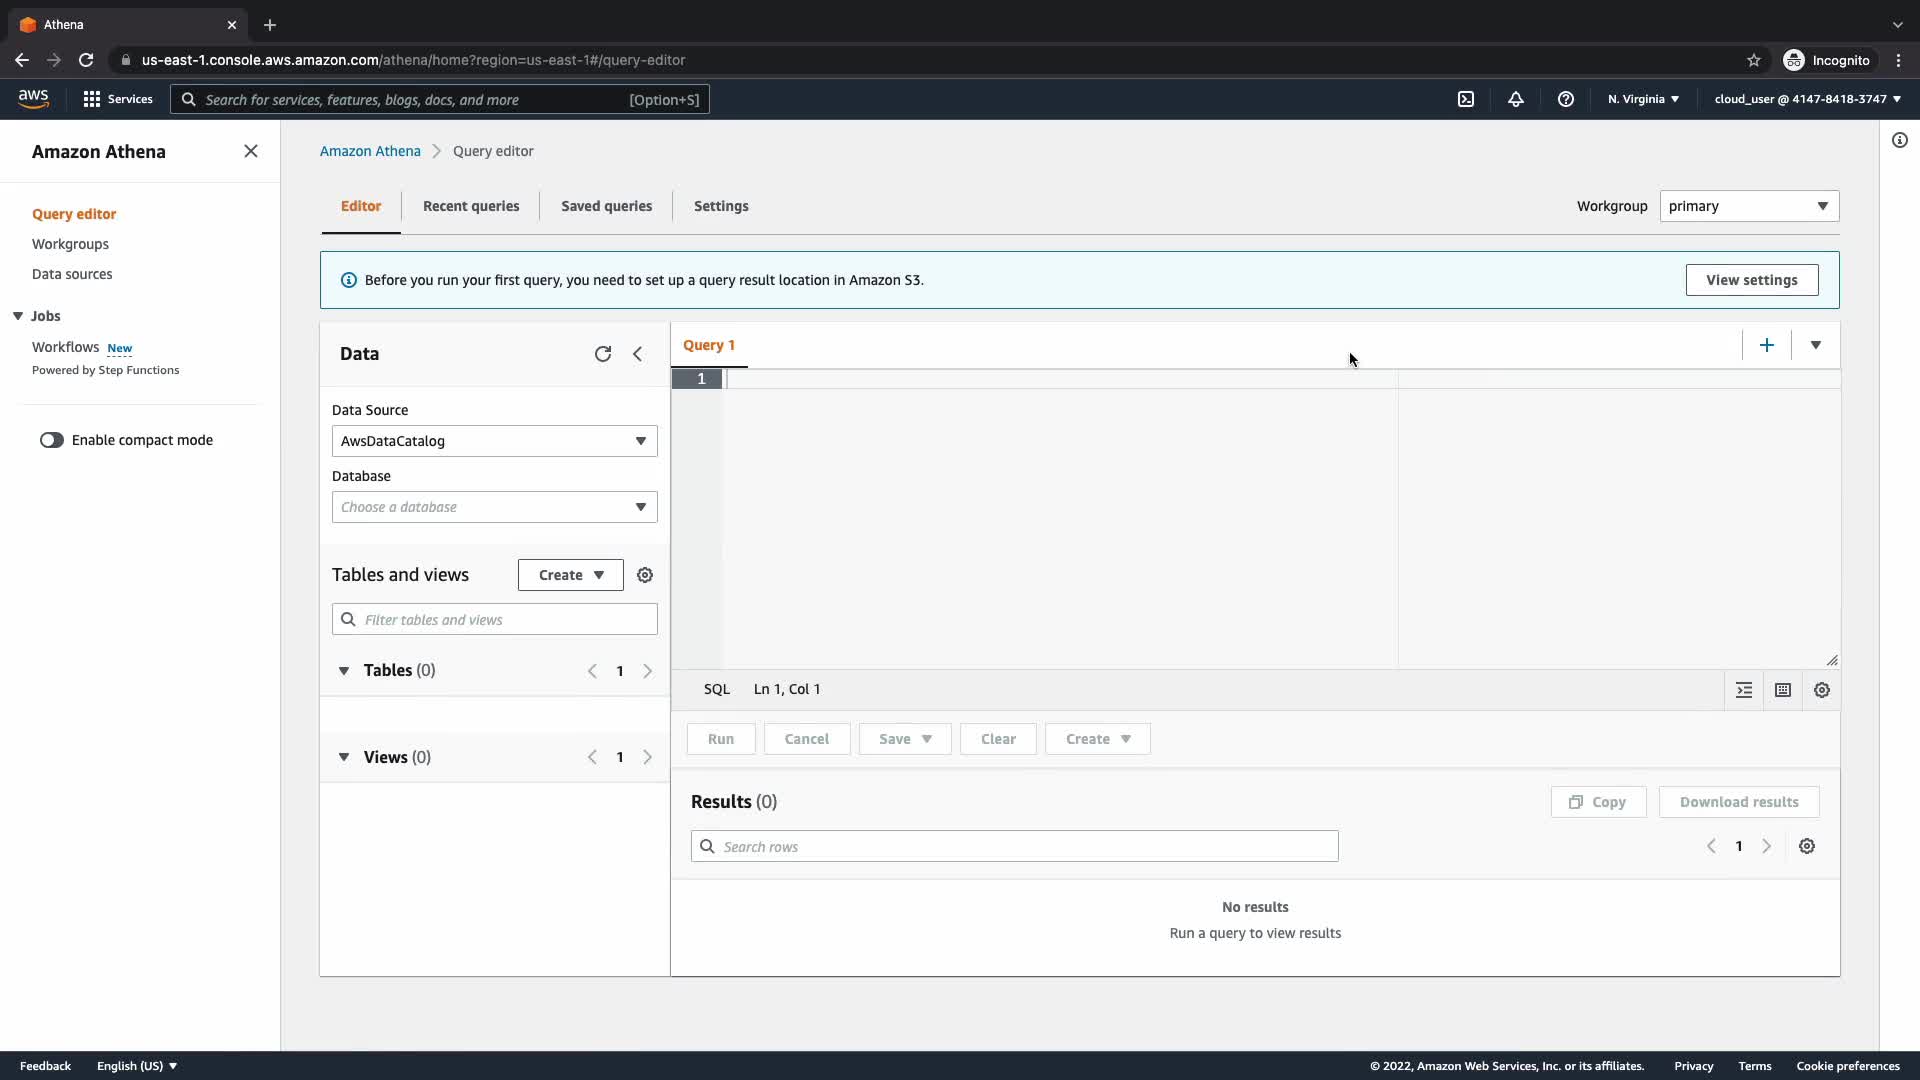 Athena
us-east-1.console.aws.amazon.com/athena/home?region=us-east-1#/query-editor
Incognito
aws
Services
Search for services, features, blogs, docs, and more
[Option+S]
N. Virginia
cloud_user @ 4147-8418-3747
Amazon Athena
Query editor
Workgroups
Data sources
Jobs
Workflows New
Powered by Step Functions
Enable compact mode
Amazon Athena
Query editor
Editor
Recent queries
Saved queries
Settings
Workgroup
primary
Before you run your first query, you need to set up a query result location in Amazon S3.
View settings
Data
Data Source
AwsDataCatalog
Database
Choose a database
Tables and views
Create
Filter tables and views
Tables (0)
1
Views (0)
1
Query 1
1
SQL
Ln 1, Col 1
Run
Cancel
Save
Clear
Create
Results (0)
Copy
Download results
Search rows
1
No results
Run a query to view results
Feedback
English (US)
© 2022, Amazon Web Services, Inc. or its affiliates.
Privacy
Terms
Cookie preferences